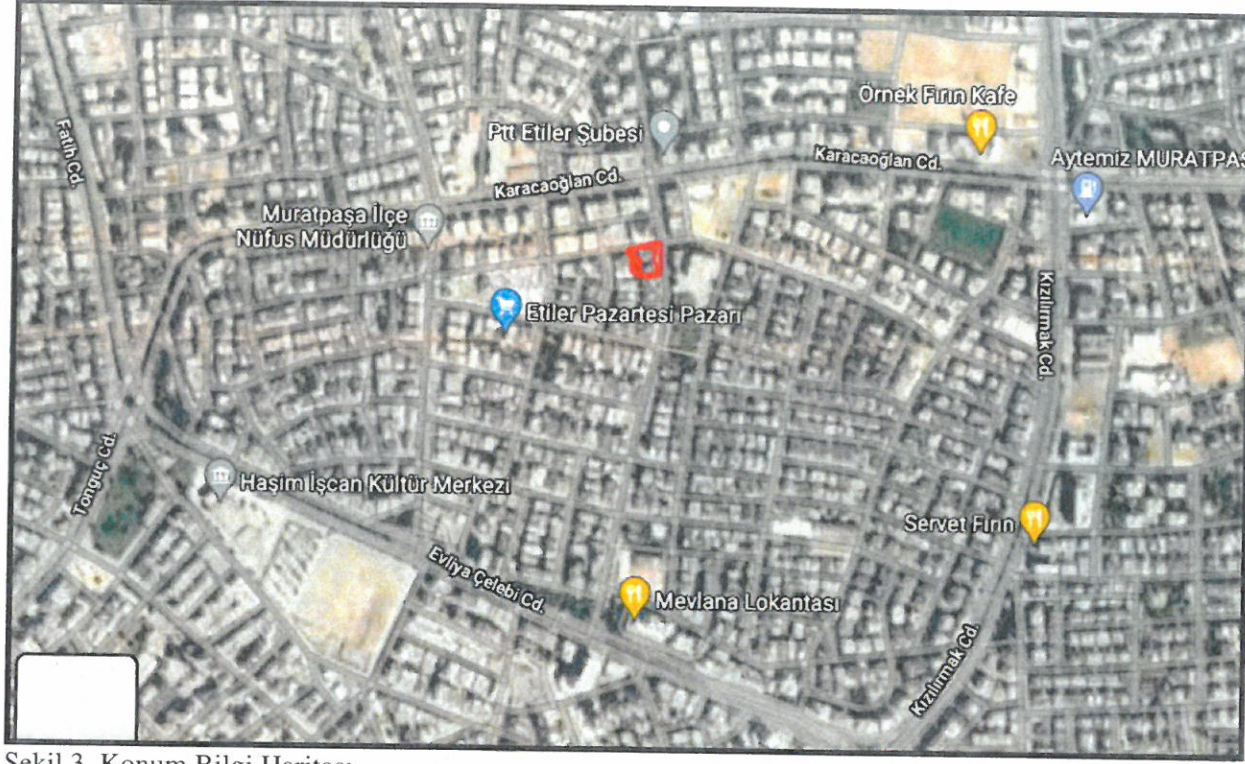 Örnek Fırın Kafe
Ptt Etiler Şubesi
Fatih Cd.
Karacaoğlan Cd.
Aytemiz MURATPAŞ
Karacaoğlan Cd.
Muratpaşa İlçe
Nüfus Müdürlüğü
Etiler Pazartesi Pazarı
Kızılırmak Cd.
Tonguç Cd.
Haşim İşcan Kültür Merkezi
Servet Fırın
Evliya Çelebi Cd.
Mevlana Lokantası
Kızılırmak Cd.
Şekil 3. Konum Bilgi Haritası